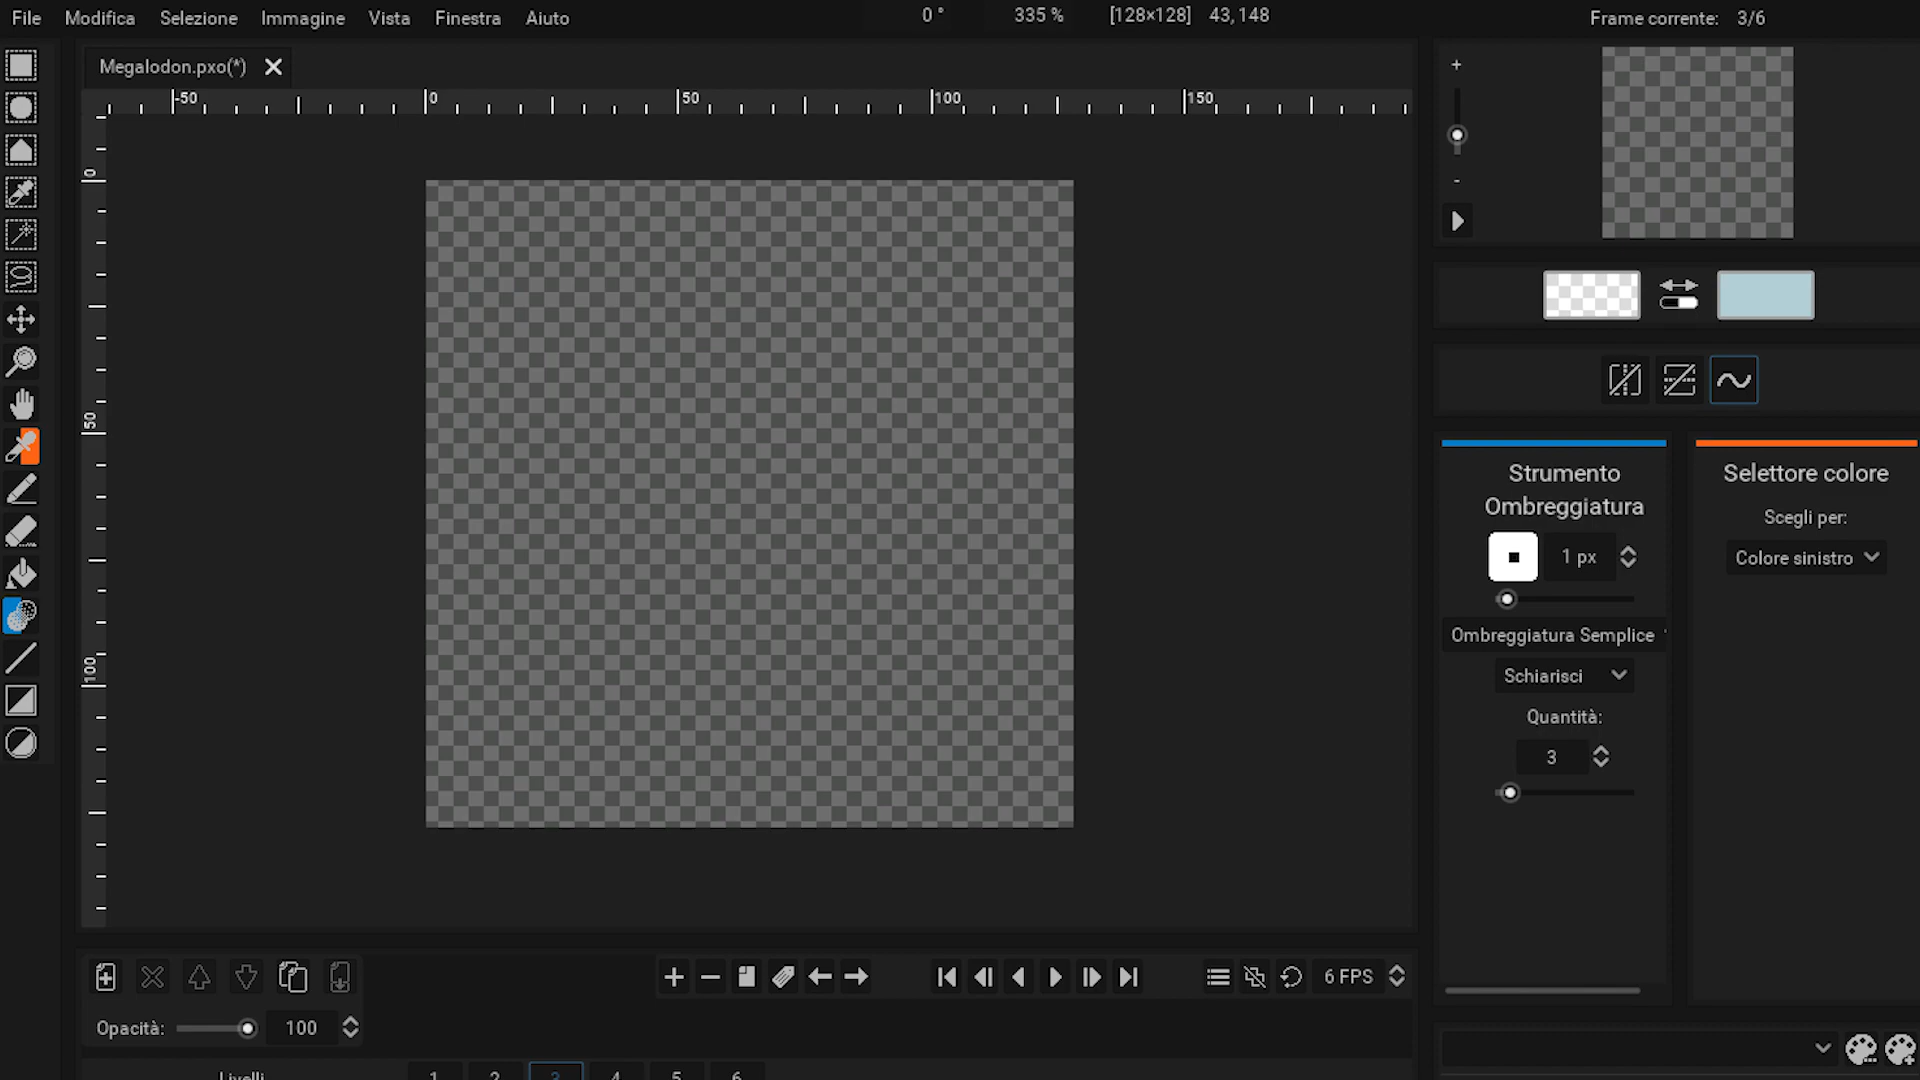 File Modifica Selezione Immagine Vista Finestra Aiuto 0 ° 335 % [128×128] 43,148 Frame corrente: 3/6
Megalodon.pxo(*)
-50 0 50 100 150
0
50
100
+
-
Strumento
Ombreggiatura
1 px
Ombreggiatura Semplice
Schiarisci
Quantità:
3
Selettore colore
Scegli per:
Colore sinistro
6 FPS
Opacità: 100
Livelli 1 2 3 4 5 6